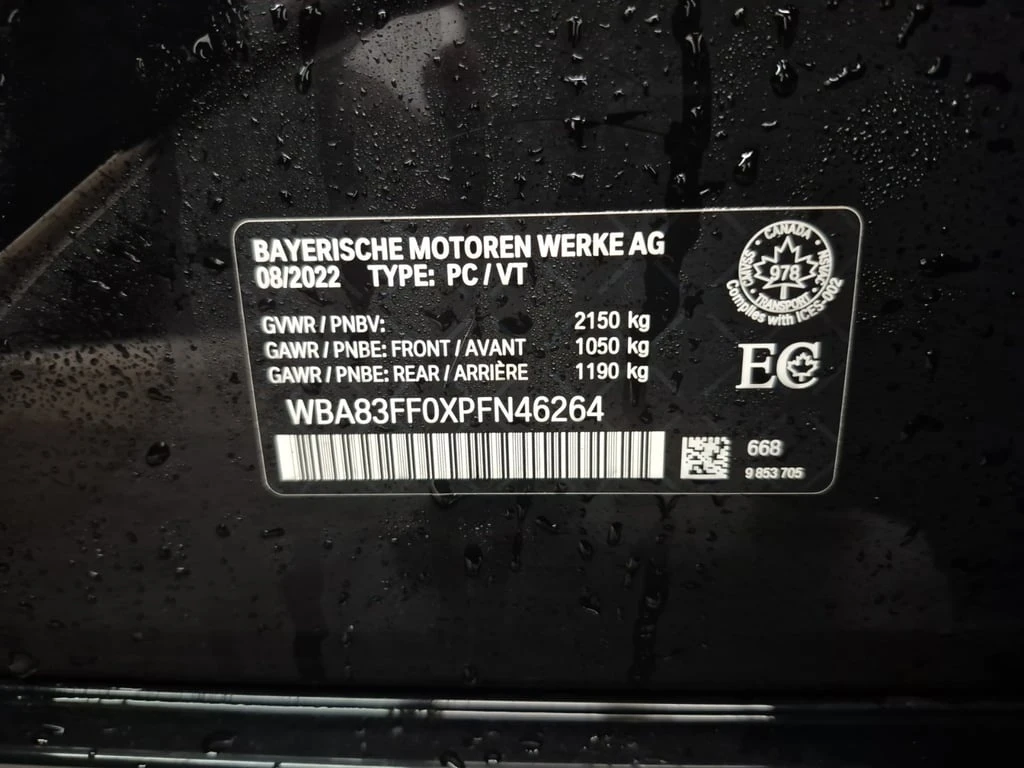 BAYERISCHE MOTOREN WERKE AG
08/2022 TYPE: PC / VT
GVWR / PNBV: 2150 kg
GAWR / PNBE: FRONT / AVANT 1050 kg
GAWR / PNBE: REAR / ARRIÈRE 1190 kg
WBA83FF0XPFN46264
CANADA
978
TRANSPORT
CMVSS
NSVAC
Complies with ICES-002
EC
668
9 853 705